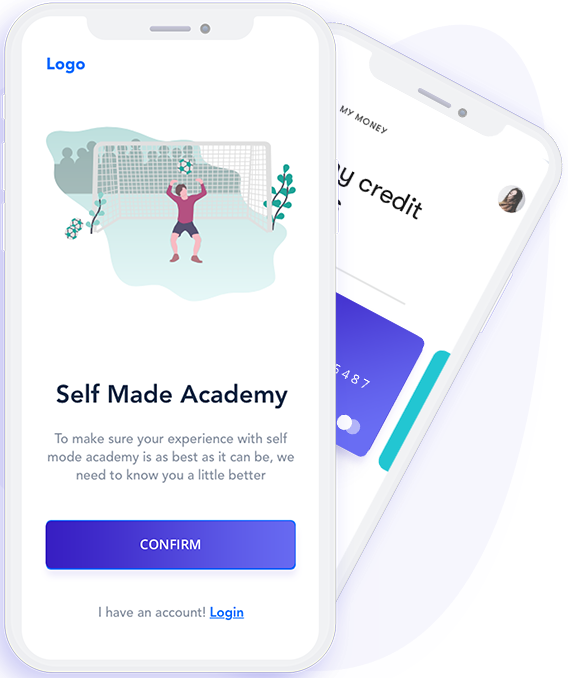 Logo
Self Made Academy
To make sure your experience with self
mode academy is as best as it can be, we
need to know you a little better
CONFIRM
I have an account! Login
MY MONEY
y credit
5487